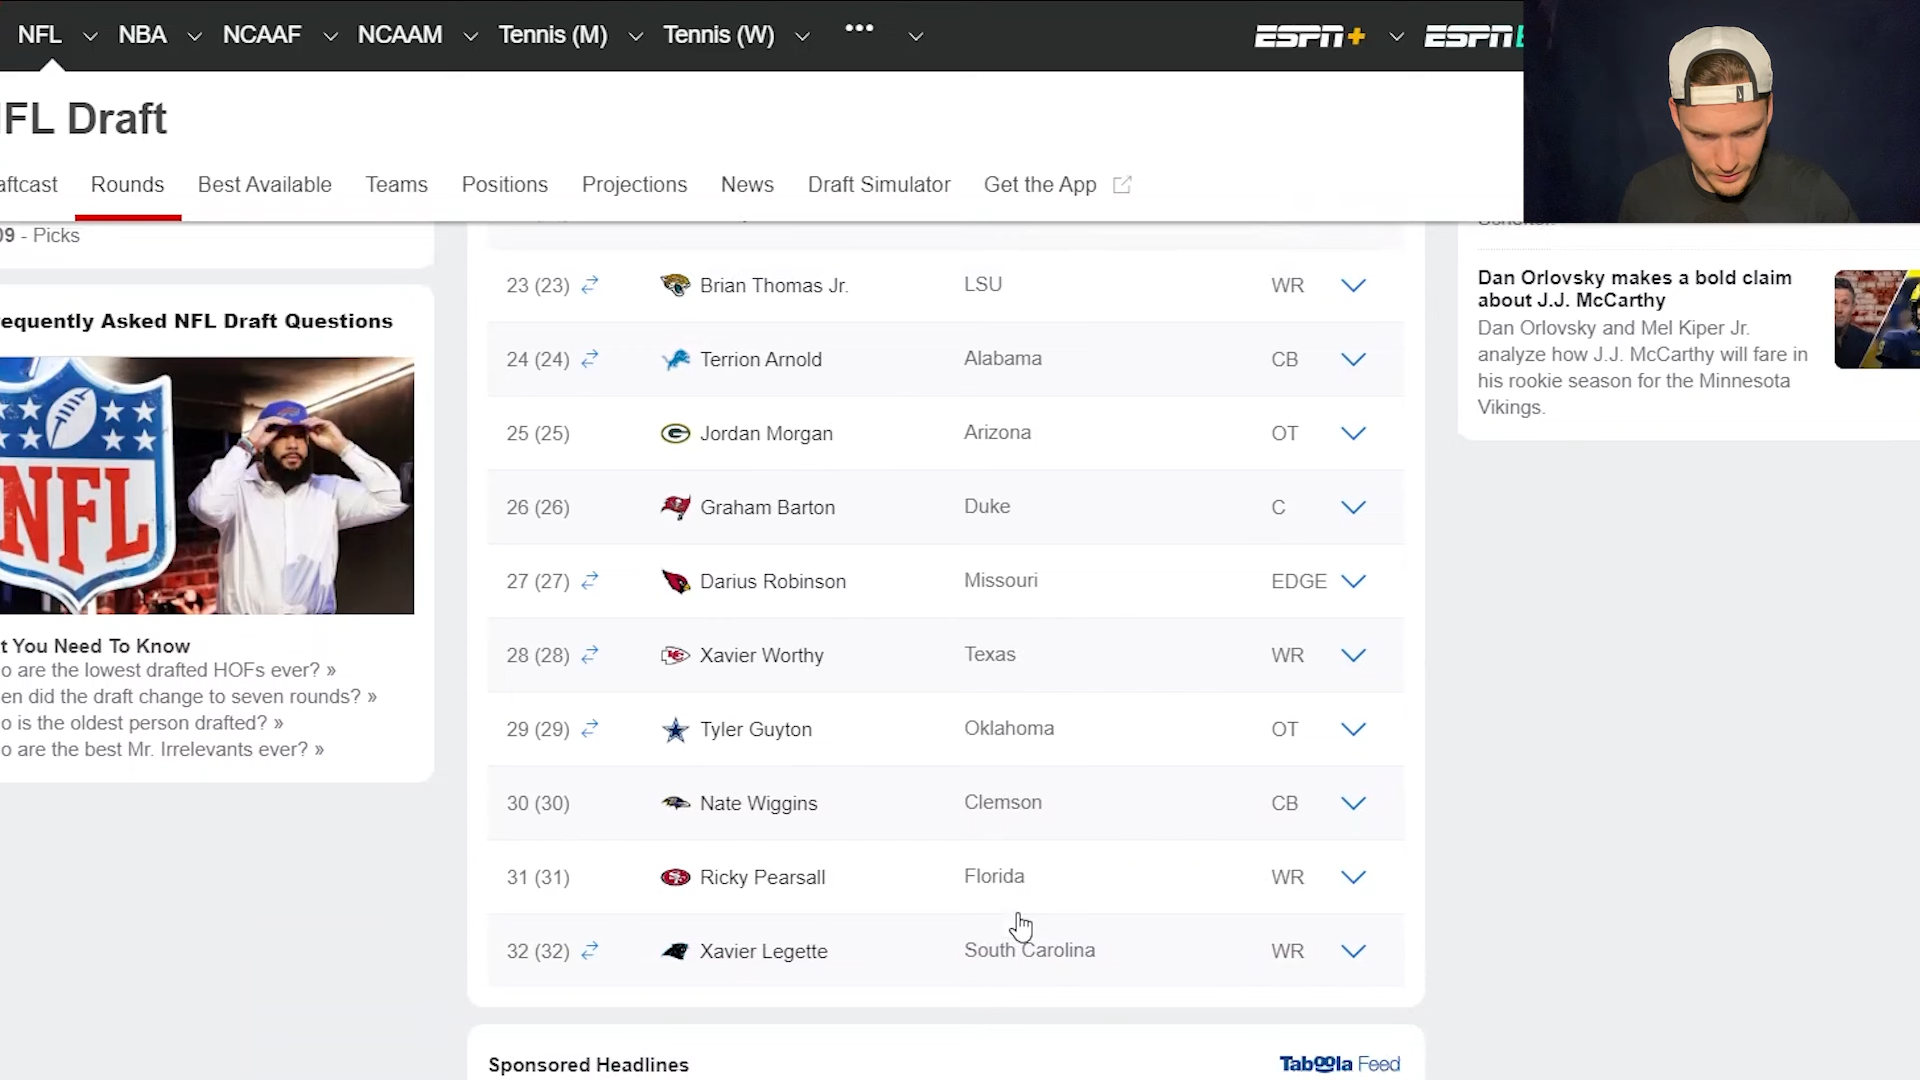 NFL NBA NCAAF NCAAM Tennis (M) Tennis (W) ••• ESPN+ ESPN
FL Draft
aftcast Rounds Best Available Teams Positions Projections News Draft Simulator Get the App
09 - Picks
equently Asked NFL Draft Questions
NFL
t You Need To Know
o are the lowest drafted HOFs ever? »
en did the draft change to seven rounds? »
o is the oldest person drafted? »
o are the best Mr. Irrelevants ever? »
23 (23) Brian Thomas Jr. LSU WR
24 (24) Terrion Arnold Alabama CB
25 (25) Jordan Morgan Arizona OT
26 (26) Graham Barton Duke C
27 (27) Darius Robinson Missouri EDGE
28 (28) Xavier Worthy Texas WR
29 (29) Tyler Guyton Oklahoma OT
30 (30) Nate Wiggins Clemson CB
31 (31) Ricky Pearsall Florida WR
32 (32) Xavier Legette South Carolina WR
Sponsored Headlines Taboola Feed
Dan Orlovsky makes a bold claim
about J.J. McCarthy
Dan Orlovsky and Mel Kiper Jr.
analyze how J.J. McCarthy will fare in
his rookie season for the Minnesota
Vikings.